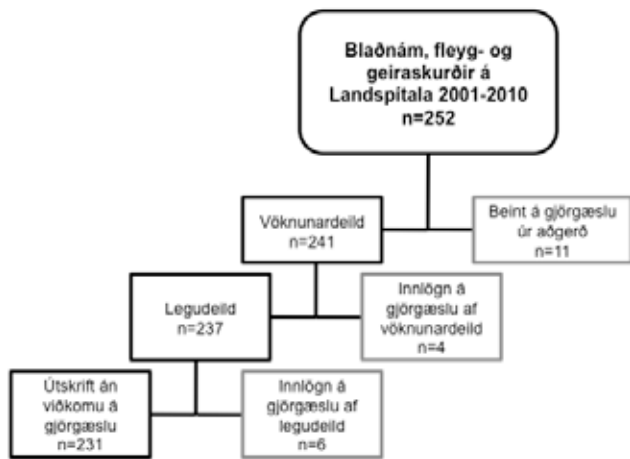 Blaðnám, fleyg- og
geiraskurðir á
Landspítala 2001-2010
n=252
Vöknunardeild
n=241
Beint á gjörgæslu
úr aðgerð
n=11
Legudeild
n=237
Innlögn á
gjörgæslu af
vöknunardeild
n=4
Útskrift án
viðkomu á
gjörgæslu
n=231
Innlögn á
gjörgæslu af
legudeild
n=6